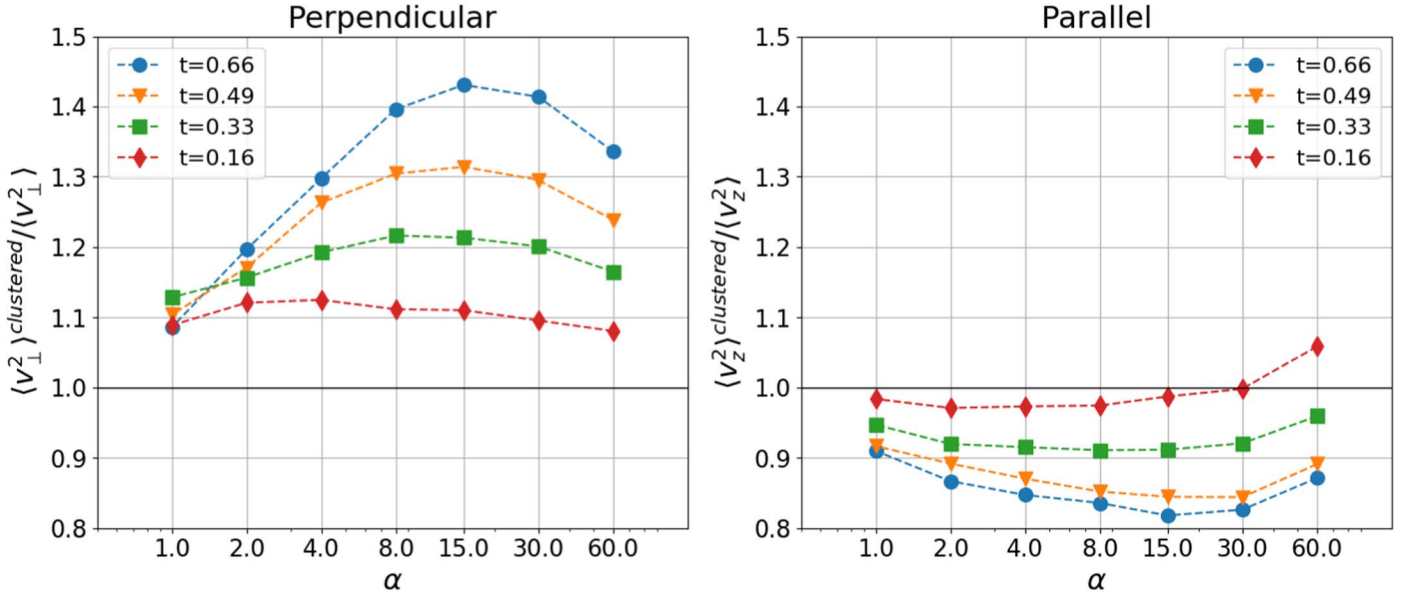 Perpendicular
1.5
1.4
1.3
1.2
1.1
1.0
0.9
0.8
⟨v²⊥⟩^clustered/⟨v²⊥⟩
t=0.66
t=0.49
t=0.33
t=0.16
1.0 2.0 4.0 8.0 15.0 30.0 60.0
α
Parallel
1.5
1.4
1.3
1.2
1.1
1.0
0.9
0.8
⟨v²z⟩^clustered/⟨v²z⟩
t=0.66
t=0.49
t=0.33
t=0.16
1.0 2.0 4.0 8.0 15.0 30.0 60.0
α